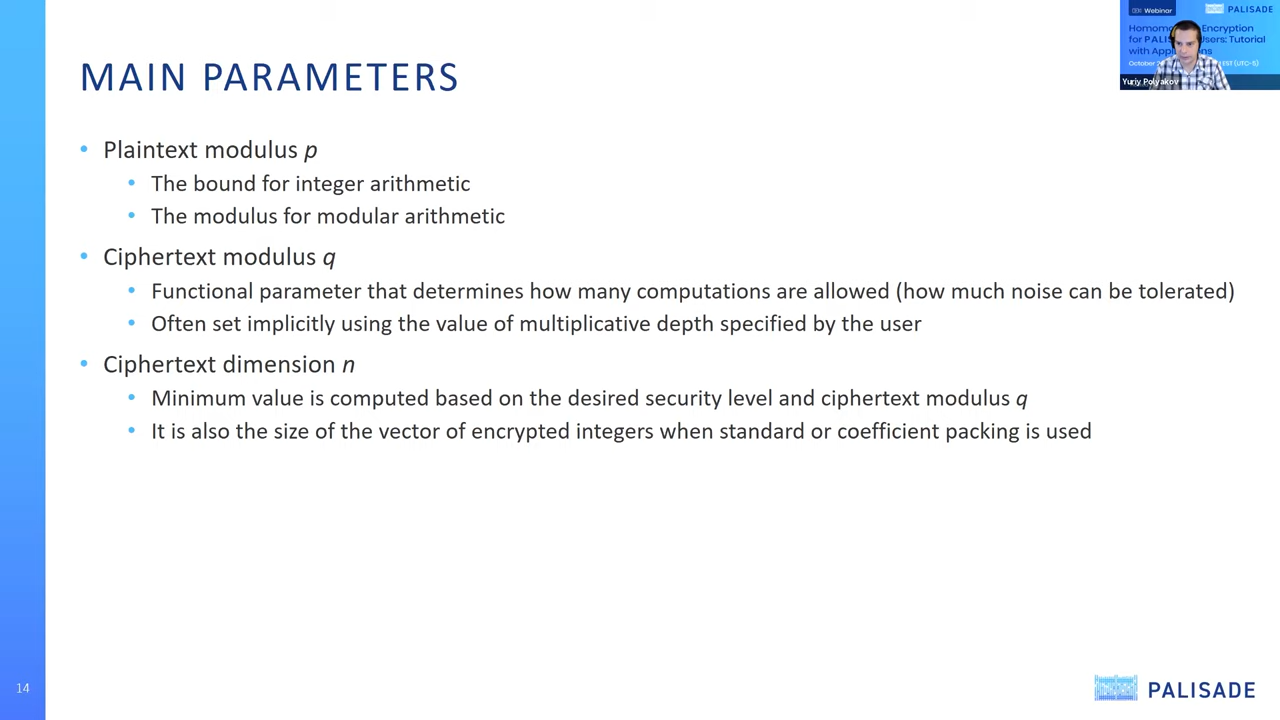 Webinar
PALISADE
Encryption
Users: Tutorial
Yuriy Polyakov
MAIN PARAMETERS
• Plaintext modulus p
• The bound for integer arithmetic
• The modulus for modular arithmetic
• Ciphertext modulus q
• Functional parameter that determines how many computations are allowed (how much noise can be tolerated)
• Often set implicitly using the value of multiplicative depth specified by the user
• Ciphertext dimension n
• Minimum value is computed based on the desired security level and ciphertext modulus q
• It is also the size of the vector of encrypted integers when standard or coefficient packing is used
14
PALISADE